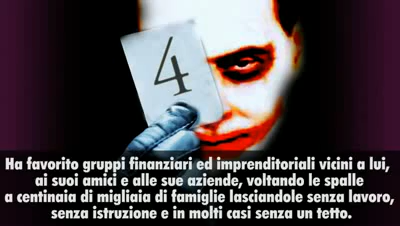 4
Ha favorito gruppi finanziari ed imprenditoriali vicini a lui,
ai suoi amici e alle sue aziende, voltando le spalle
a centinaia di migliaia di famiglie lasciandole senza lavoro,
senza istruzione e in molti casi senza un tetto.